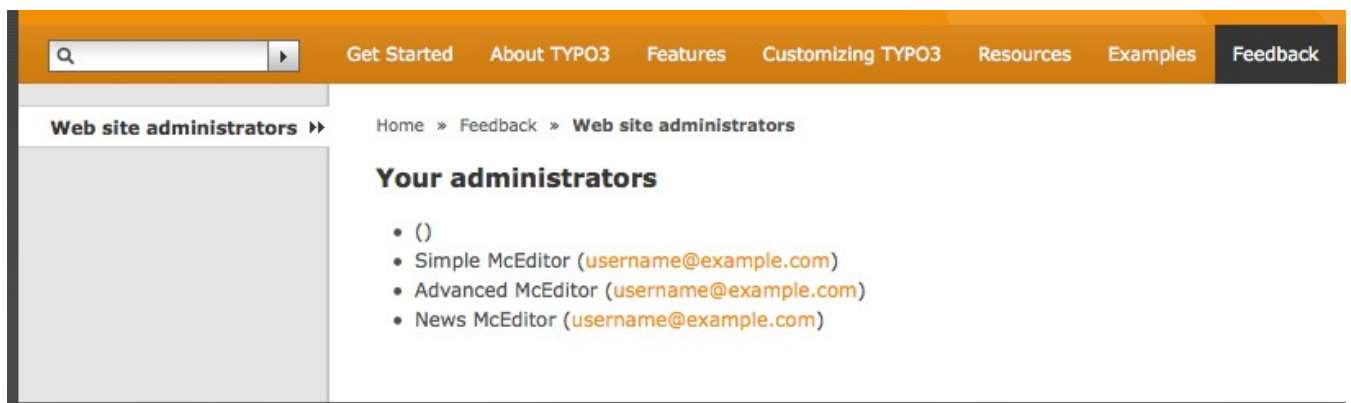 Get Started About TYPO3 Features Customizing TYPO3 Resources Examples Feedback
Web site administrators
Home » Feedback » Web site administrators
Your administrators
• ()
• Simple McEditor (username@example.com)
• Advanced McEditor (username@example.com)
• News McEditor (username@example.com)